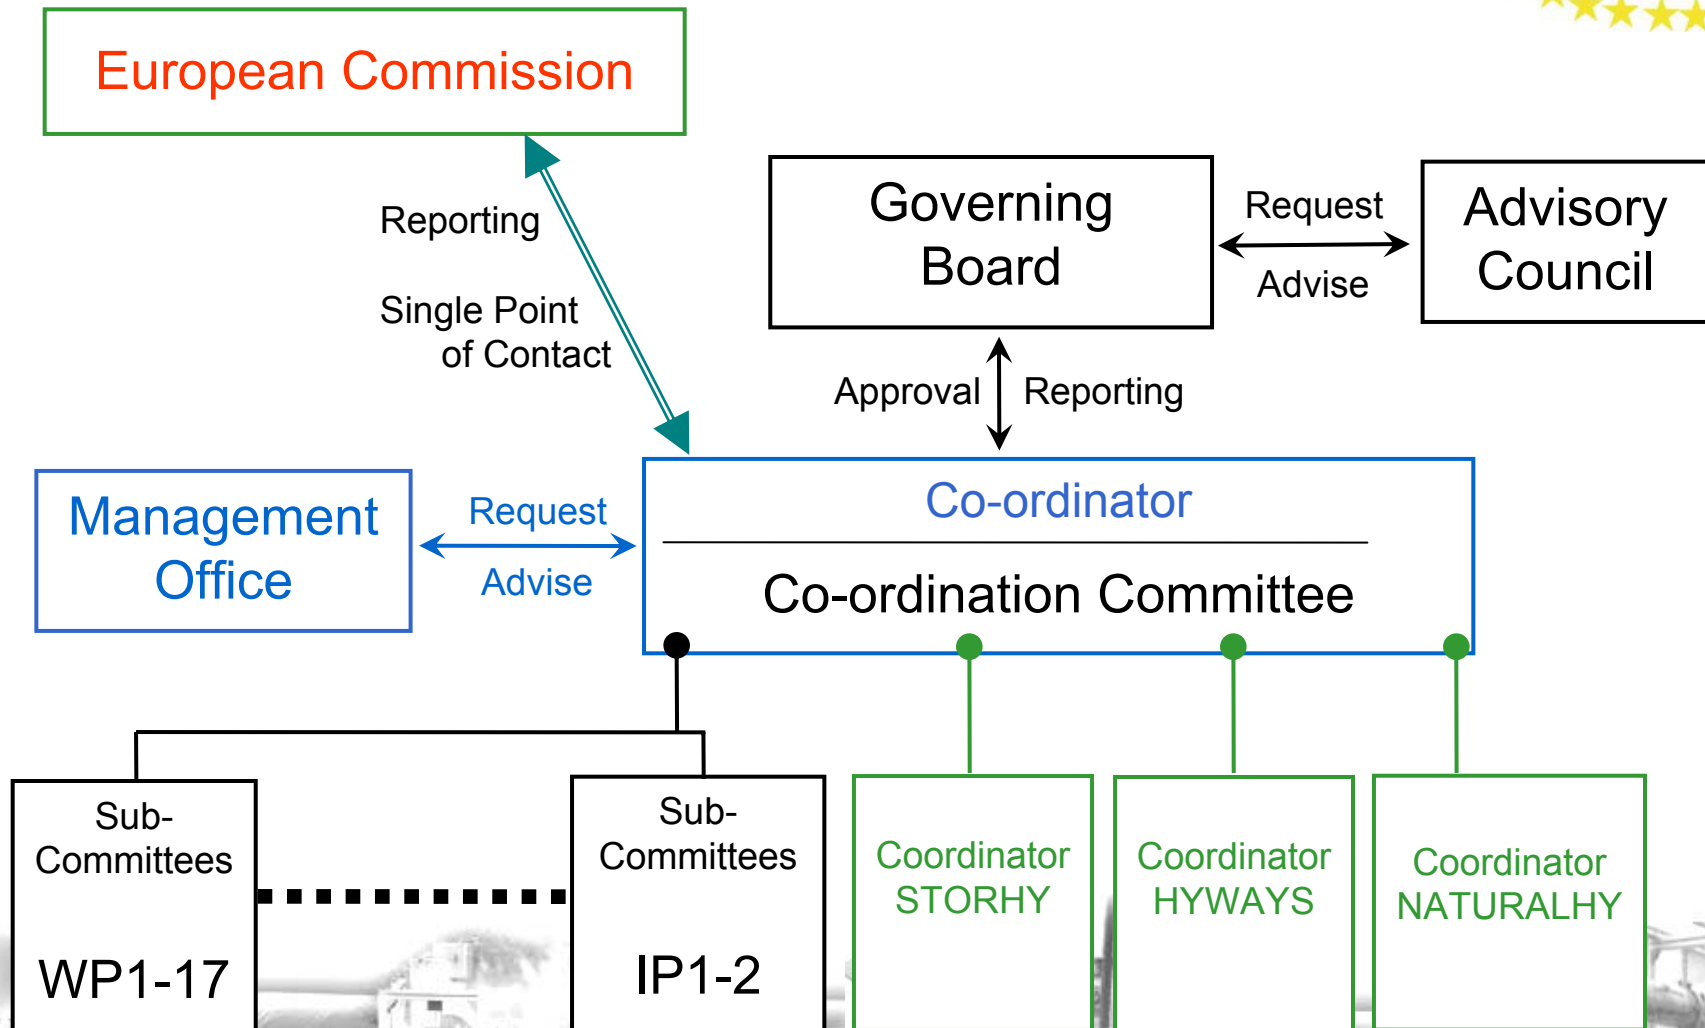 European Commission
Reporting
Single Point
of Contact
Governing
Board
Request
Advise
Advisory
Council
Approval
Reporting
Management
Office
Request
Advise
Co-ordinator
Co-ordination Committee
Sub-
Committees
WP1-17
Sub-
Committees
IP1-2
Coordinator
STORHY
Coordinator
HYWAYS
Coordinator
NATURALHY